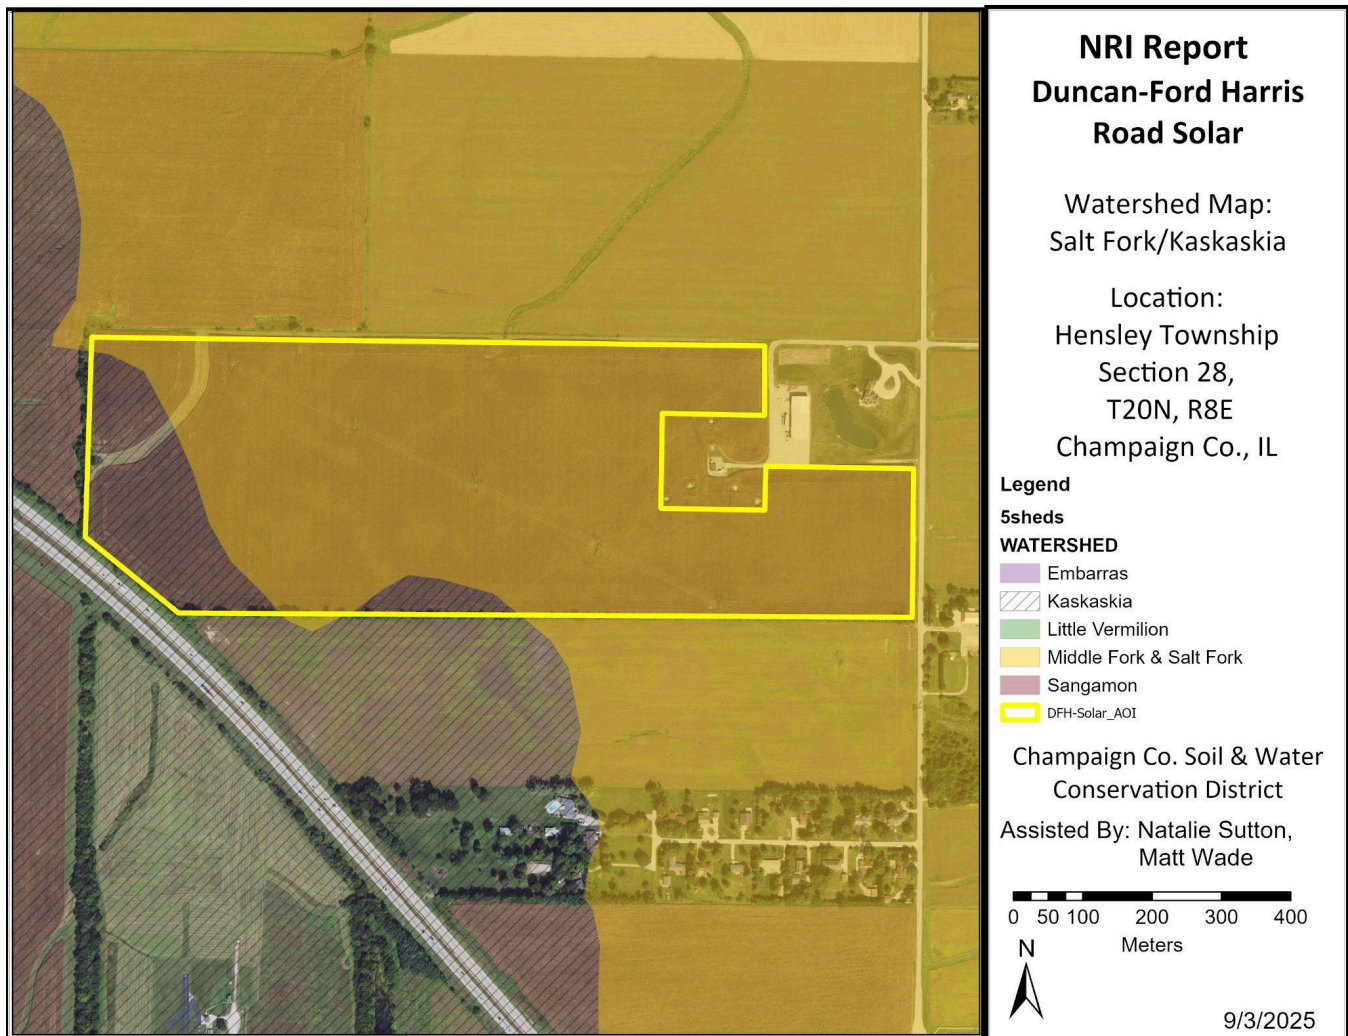 NRI Report
Duncan-Ford Harris
Road Solar
Watershed Map:
Salt Fork/Kaskaskia
Location:
Hensley Township
Section 28,
T20N, R8E
Champaign Co., IL
Legend
5sheds
WATERSHED
Embarras
Kaskaskia
Little Vermilion
Middle Fork & Salt Fork
Sangamon
DFH-Solar_AOI
Champaign Co. Soil & Water
Conservation District
Assisted By: Natalie Sutton,
Matt Wade
0 50 100 200 300 400
Meters
N
9/3/2025